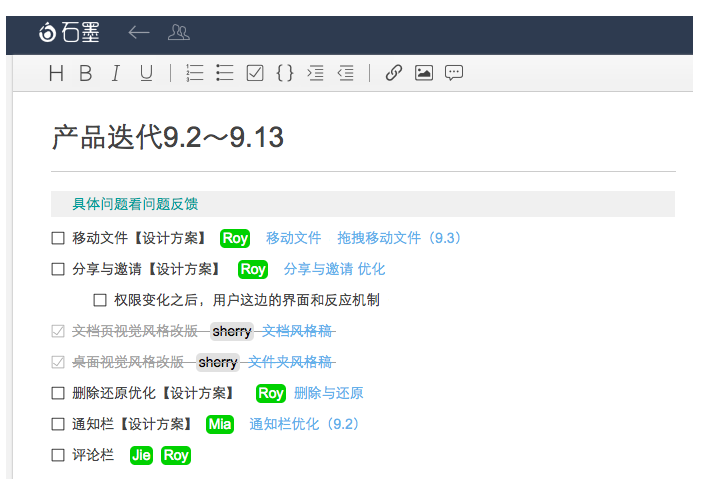 石墨
H B I U
产品迭代9.2～9.13
具体问题看问题反馈
移动文件【设计方案】 Roy 移动文件 拖拽移动文件（9.3）
分享与邀请【设计方案】 Roy 分享与邀请 优化
权限变化之后，用户这边的界面和反应机制
文档页视觉风格改版 sherry 文档风格稿
桌面视觉风格改版 sherry 文件夹风格稿
删除还原优化【设计方案】 Roy 删除与还原
通知栏【设计方案】 Mia 通知栏优化（9.2）
评论栏 Jie Roy